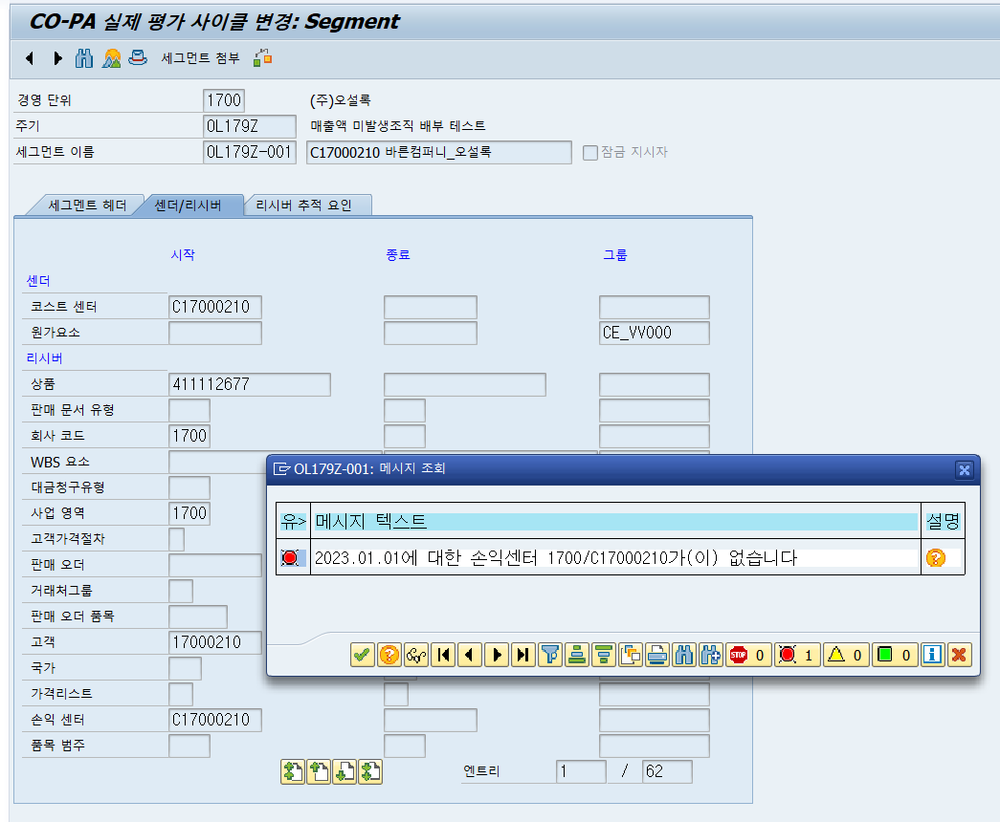 CO-PA 실제 평가 사이클 변경: Segment
세그먼트 첨부
경영 단위 1700 (주)오설록
주기 OL179Z 매출액 미발생조직 배부 테스트
세그먼트 이름 OL179Z-001 C17000210 바른컴퍼니_오설록 잠금 지시자
세그멘트 헤더 센더/리시버 리시버 추적 요인
시작 종료 그룹
센더
코스트 센터 C17000210
원가요소 CE_VV000
리시버
상품 411112677
판매 문서 유형
회사 코드 1700
WBS 요소
대금청구유형
사업 영역 1700
고객가격절차
판매 오더
거래처그룹
판매 오더 품목
고객 17000210
국가
가격리스트
손익 센터 C17000210
품목 범주
엔트리 1 / 62
OL179Z-001: 메시지 조회
유> 메시지 텍스트 설명
2023.01.01에 대한 손익센터 1700/C17000210가(이) 없습니다
STOP 0 1 0 0